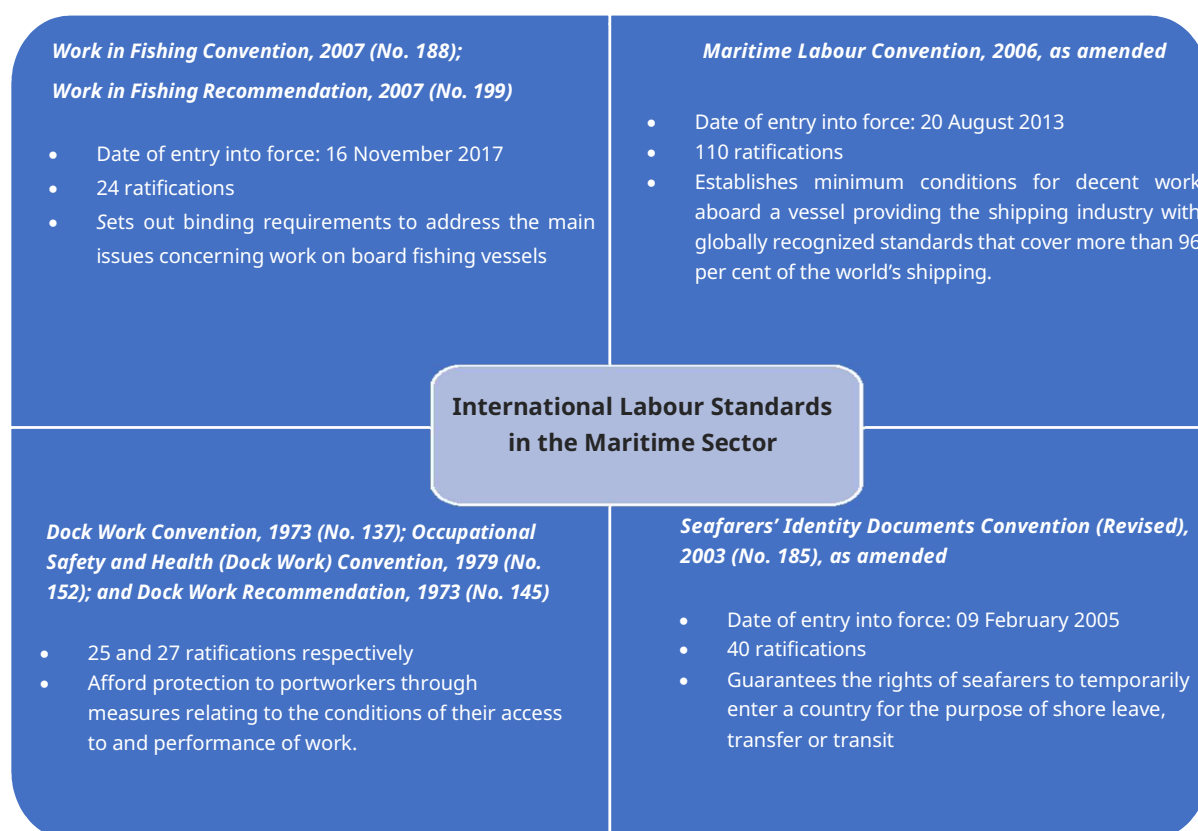 Work in Fishing Convention, 2007 (No. 188);
Work in Fishing Recommendation, 2007 (No. 199)
• Date of entry into force: 16 November 2017
• 24 ratifications
• Sets out binding requirements to address the main
issues concerning work on board fishing vessels
Maritime Labour Convention, 2006, as amended
• Date of entry into force: 20 August 2013
• 110 ratifications
• Establishes minimum conditions for decent work
aboard a vessel providing the shipping industry with
globally recognized standards that cover more than 96
per cent of the world’s shipping.
International Labour Standards
in the Maritime Sector
Dock Work Convention, 1973 (No. 137); Occupational
Safety and Health (Dock Work) Convention, 1979 (No.
152); and Dock Work Recommendation, 1973 (No. 145)
• 25 and 27 ratifications respectively
• Afford protection to portworkers through
measures relating to the conditions of their access
to and performance of work.
Seafarers’ Identity Documents Convention (Revised),
2003 (No. 185), as amended
• Date of entry into force: 09 February 2005
• 40 ratifications
• Guarantees the rights of seafarers to temporarily
enter a country for the purpose of shore leave,
transfer or transit